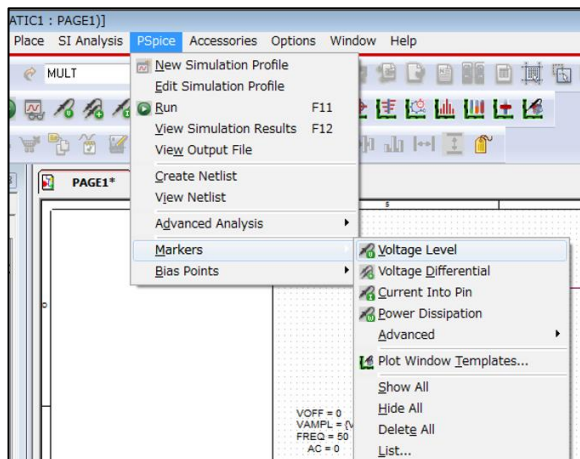 ATIC1 : PAGE1)]
Place SI Analysis PSpice Accessories Options Window Help
MULT
New Simulation Profile
Edit Simulation Profile
Run F11
View Simulation Results F12
View Output File
Create Netlist
View Netlist
Advanced Analysis
Markers
Bias Points
PAGE1*
5
Voltage Level
Voltage Differential
Current Into Pin
Power Dissipation
Advanced
Plot Window Templates...
Show All
Hide All
Delete All
List...
VOFF = 0
VAMPL = {V
FREQ = 50
AC = 0